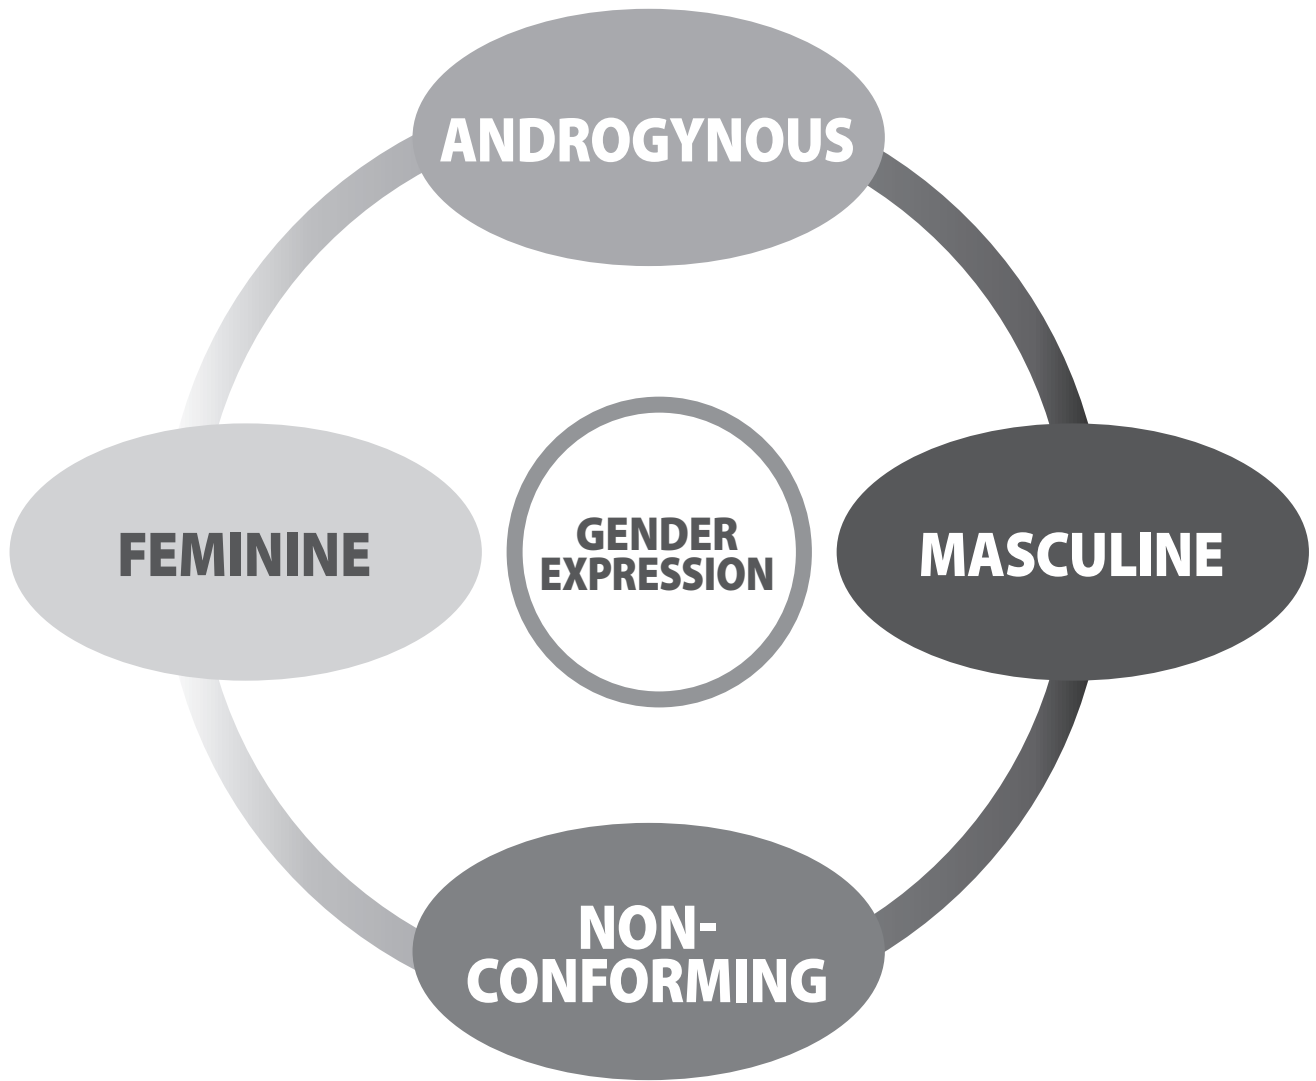 ANDROGYNOUS
FEMININE
GENDER
EXPRESSION
MASCULINE
NON-
CONFORMING